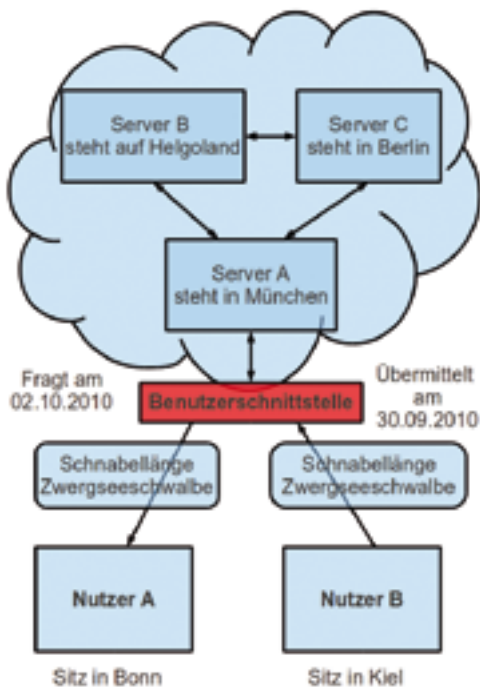 Server B
steht auf Helgoland
Server C
steht in Berlin
Server A
steht in München
Fragt am
02.10.2010
Benutzerschnittstelle
Übermittelt
am
30.09.2010
Schnabellänge
Zwergseeschwalbe
Schnabellänge
Zwergseeschwalbe
Nutzer A
Nutzer B
Sitz in Bonn
Sitz in Kiel